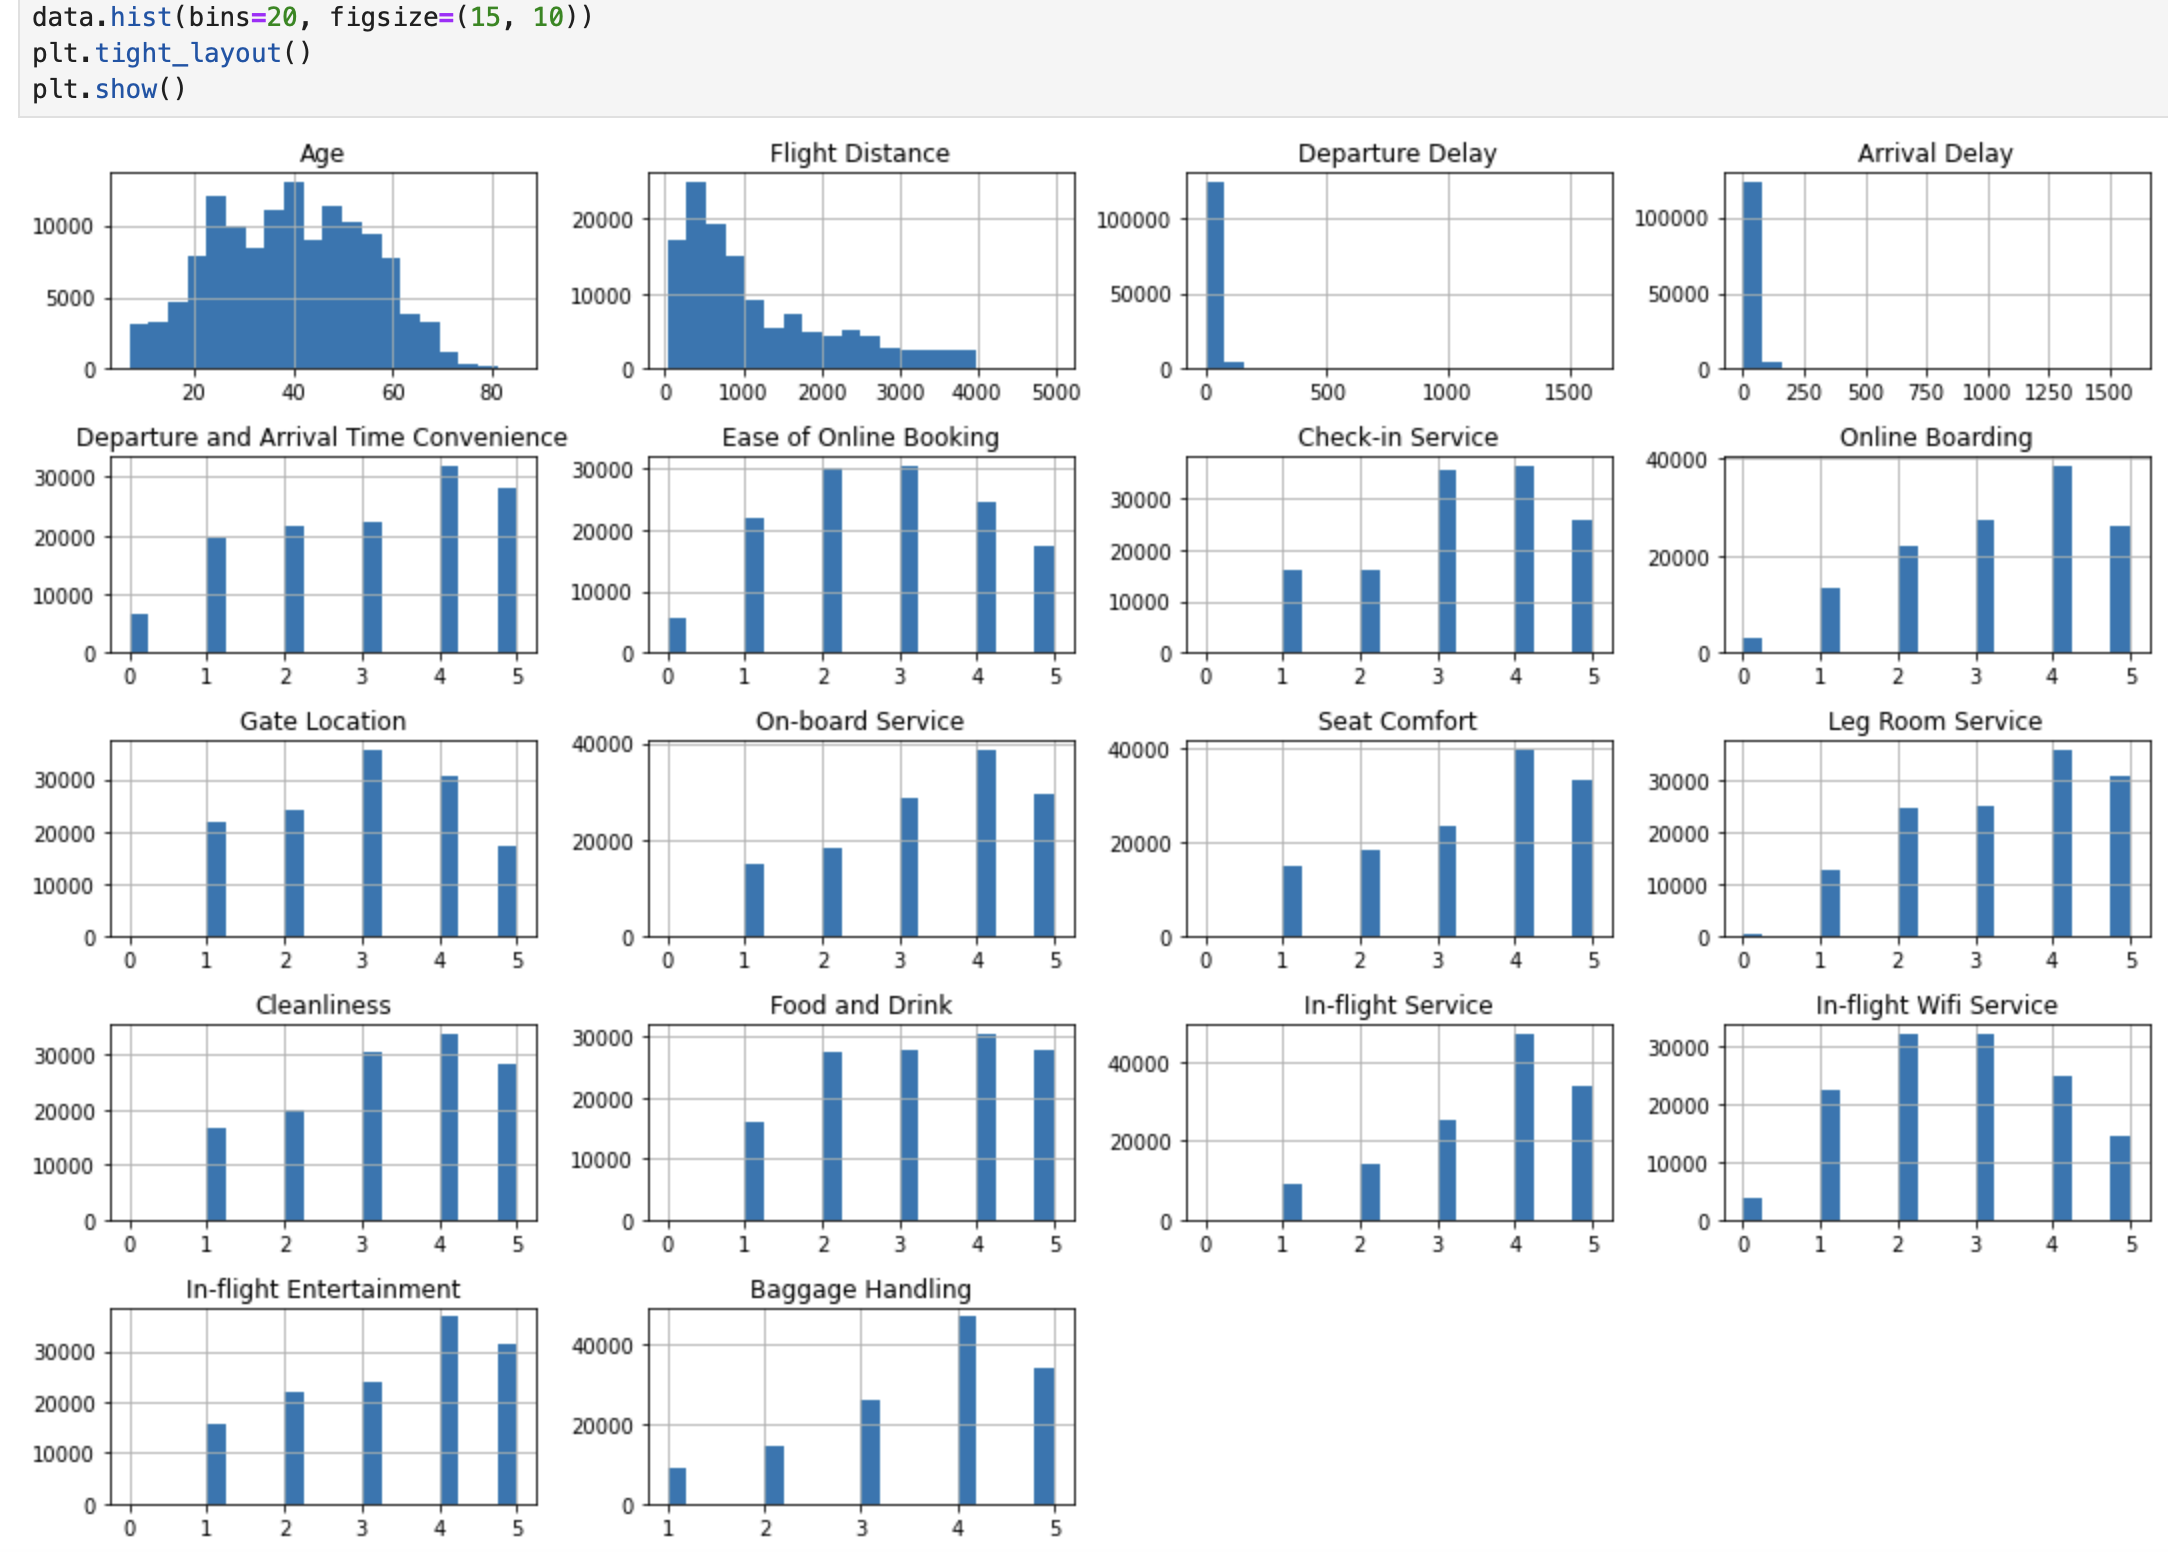 data.hist(bins=20, figsize=(15, 10))
plt.tight_layout()
plt.show()
Age
10000
5000
0
20 40 60 80
Flight Distance
20000
10000
0
0 1000 2000 3000 4000 5000
Departure Delay
100000
50000
0
0 500 1000 1500
Arrival Delay
100000
50000
0
0 250 500 750 1000 1250 1500
Departure and Arrival Time Convenience
30000
20000
10000
0
0 1 2 3 4 5
Ease of Online Booking
30000
20000
10000
0
0 1 2 3 4 5
Check-in Service
30000
20000
10000
0
0 1 2 3 4 5
Online Boarding
40000
20000
0
0 1 2 3 4 5
Gate Location
30000
20000
10000
0
0 1 2 3 4 5
On-board Service
40000
20000
0
0 1 2 3 4 5
Seat Comfort
40000
20000
0
0 1 2 3 4 5
Leg Room Service
30000
20000
10000
0
0 1 2 3 4 5
Cleanliness
30000
20000
10000
0
0 1 2 3 4 5
Food and Drink
30000
20000
10000
0
0 1 2 3 4 5
In-flight Service
40000
20000
0
0 1 2 3 4 5
In-flight Wifi Service
30000
20000
10000
0
0 1 2 3 4 5
In-flight Entertainment
30000
20000
10000
0
0 1 2 3 4 5
Baggage Handling
40000
20000
0
1 2 3 4 5